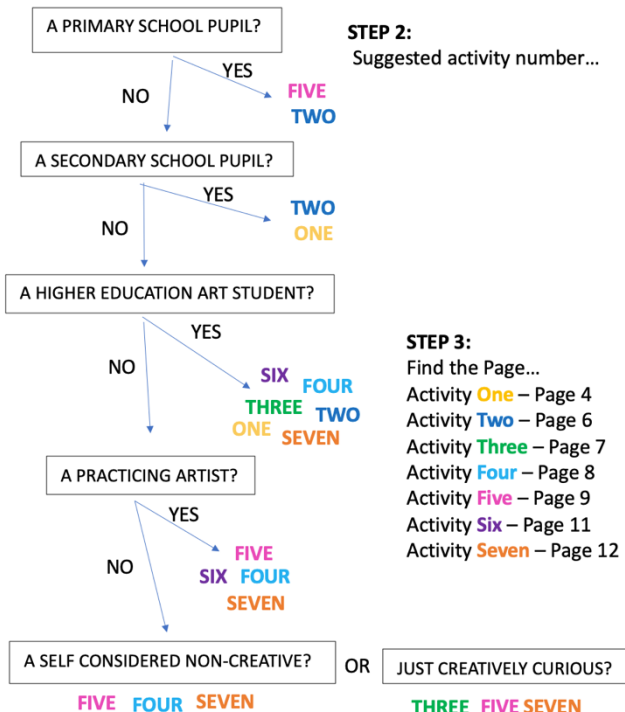 A PRIMARY SCHOOL PUPIL?
STEP 2:
Suggested activity number…
YES
NO
FIVE
TWO
A SECONDARY SCHOOL PUPIL?
YES
NO
TWO
ONE
A HIGHER EDUCATION ART STUDENT?
YES
NO
SIX
FOUR
THREE
TWO
ONE
SEVEN
STEP 3:
Find the Page…
Activity One – Page 4
Activity Two – Page 6
Activity Three – Page 7
Activity Four – Page 8
Activity Five – Page 9
Activity Six – Page 11
Activity Seven – Page 12
A PRACTICING ARTIST?
YES
NO
FIVE
SIX FOUR
SEVEN
A SELF CONSIDERED NON-CREATIVE?
OR
JUST CREATIVELY CURIOUS?
FIVE FOUR SEVEN
THREE FIVE SEVEN